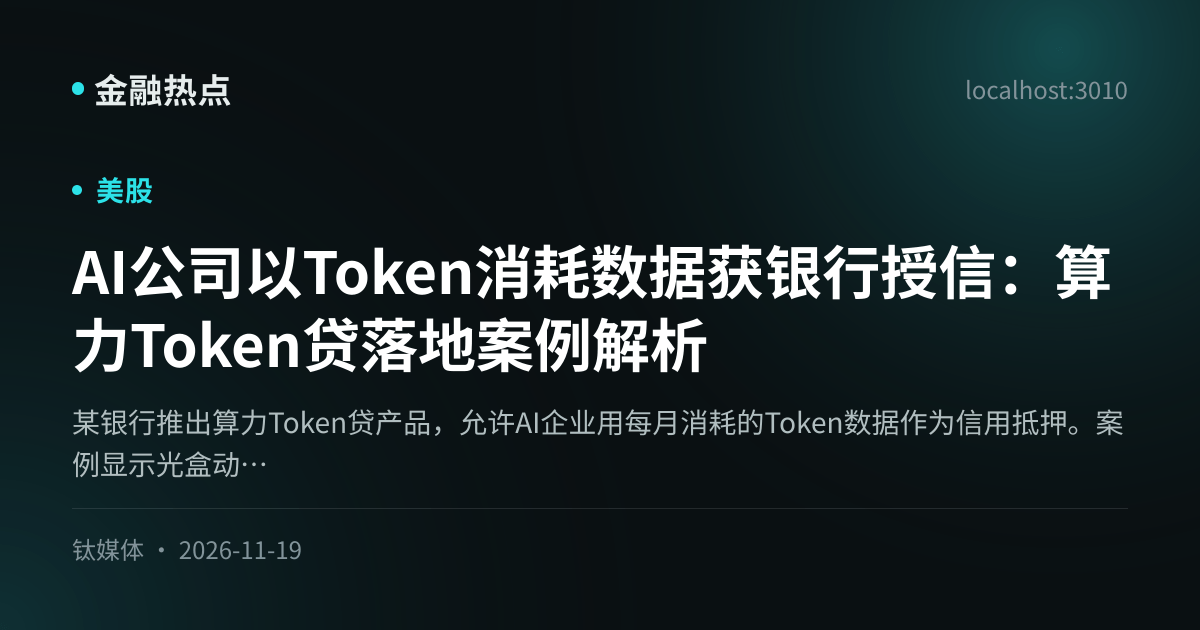 金融热点
localhost:3010
美股
AI公司以Token消耗数据获银行授信：算
力Token贷落地案例解析
某银行推出算力Token贷产品，允许AI企业用每月消耗的Token数据作为信用抵押。案
例显示光盒动…
钛媒体 · 2026-11-19